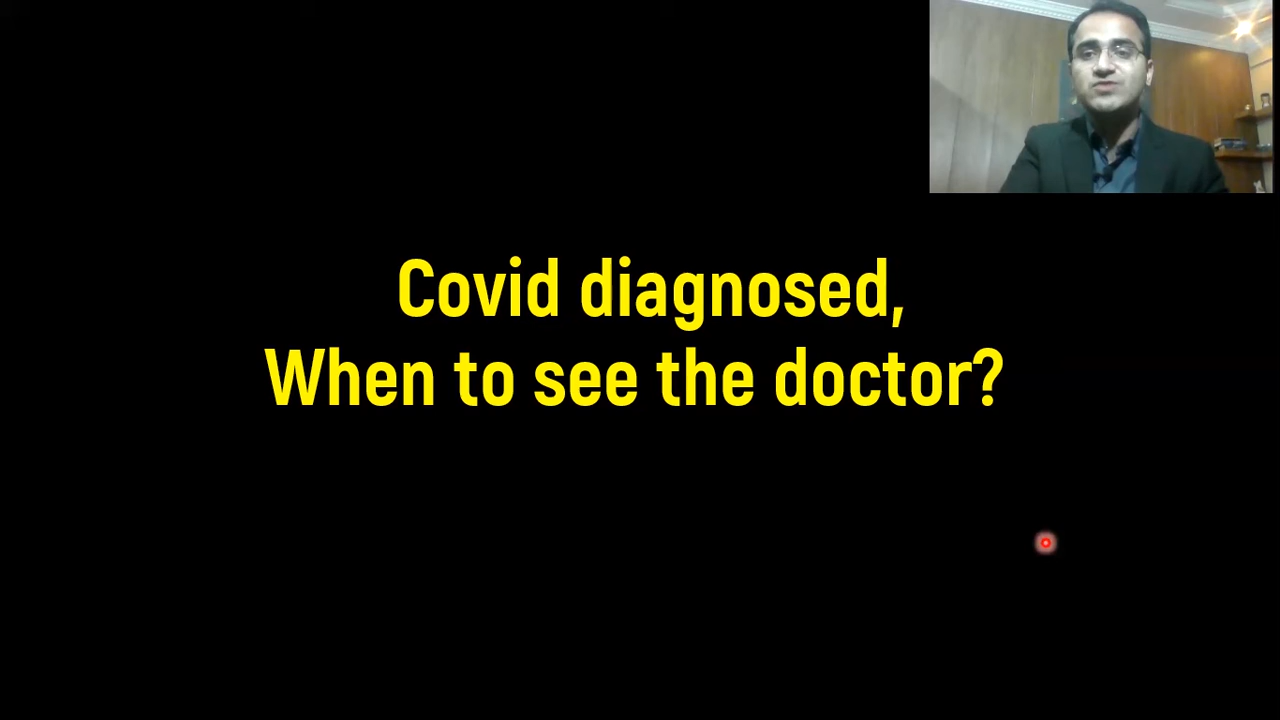 Covid diagnosed,
When to see the doctor?